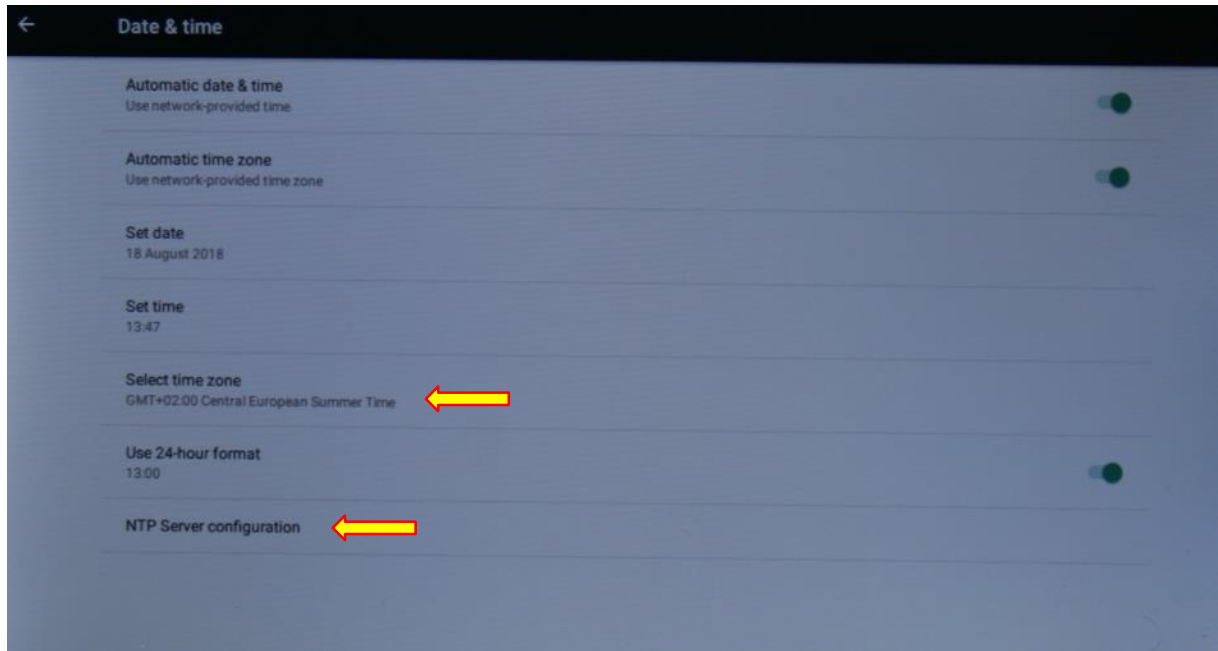 Date & time
Automatic date & time
Use network-provided time
Automatic time zone
Use network-provided time zone
Set date
18 August 2018
Set time
13:47
Select time zone
GMT+02:00 Central European Summer Time
Use 24-hour format
13:00
NTP Server configuration